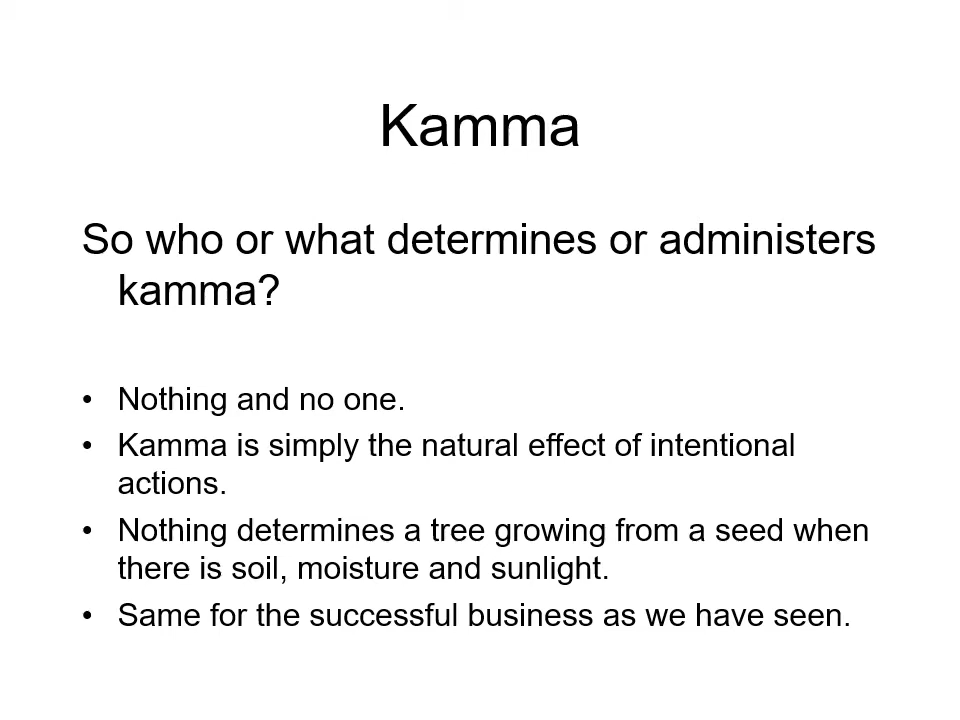 Kamma
So who or what determines or administers
kamma?
• Nothing and no one.
• Kamma is simply the natural effect of intentional
actions.
• Nothing determines a tree growing from a seed when
there is soil, moisture and sunlight.
• Same for the successful business as we have seen.